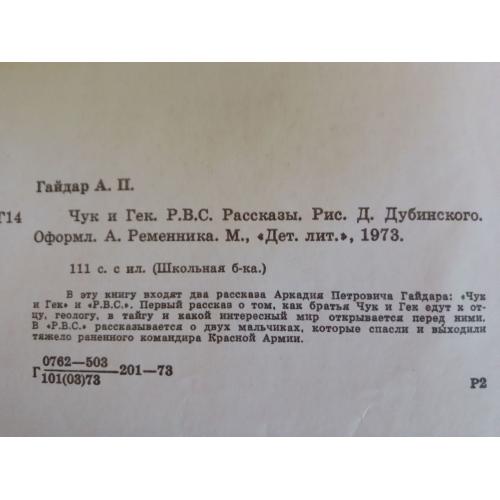 Гайдар А. П.
Г14 Чук и Гек. Р.В.С. Рассказы. Рис. Д. Дубинского.
Оформл. А. Ременника. М., «Дет. лит.», 1973.
111 с. с ил. (Школьная б-ка.)
В эту книгу входят два рассказа Аркадия Петровича Гайдара: «Чук
и Гек» и «Р.В.С.». Первый рассказ о том, как братья Чук и Гек едут к от-
цу, геологу, в тайгу и какой интересный мир открывается перед ними.
В «Р.В.С.» рассказывается о двух мальчиках, которые спасли и выходили
тяжело раненного командира Красной Армии.
0762—503
Г ————201—73
101(03)73
Р2